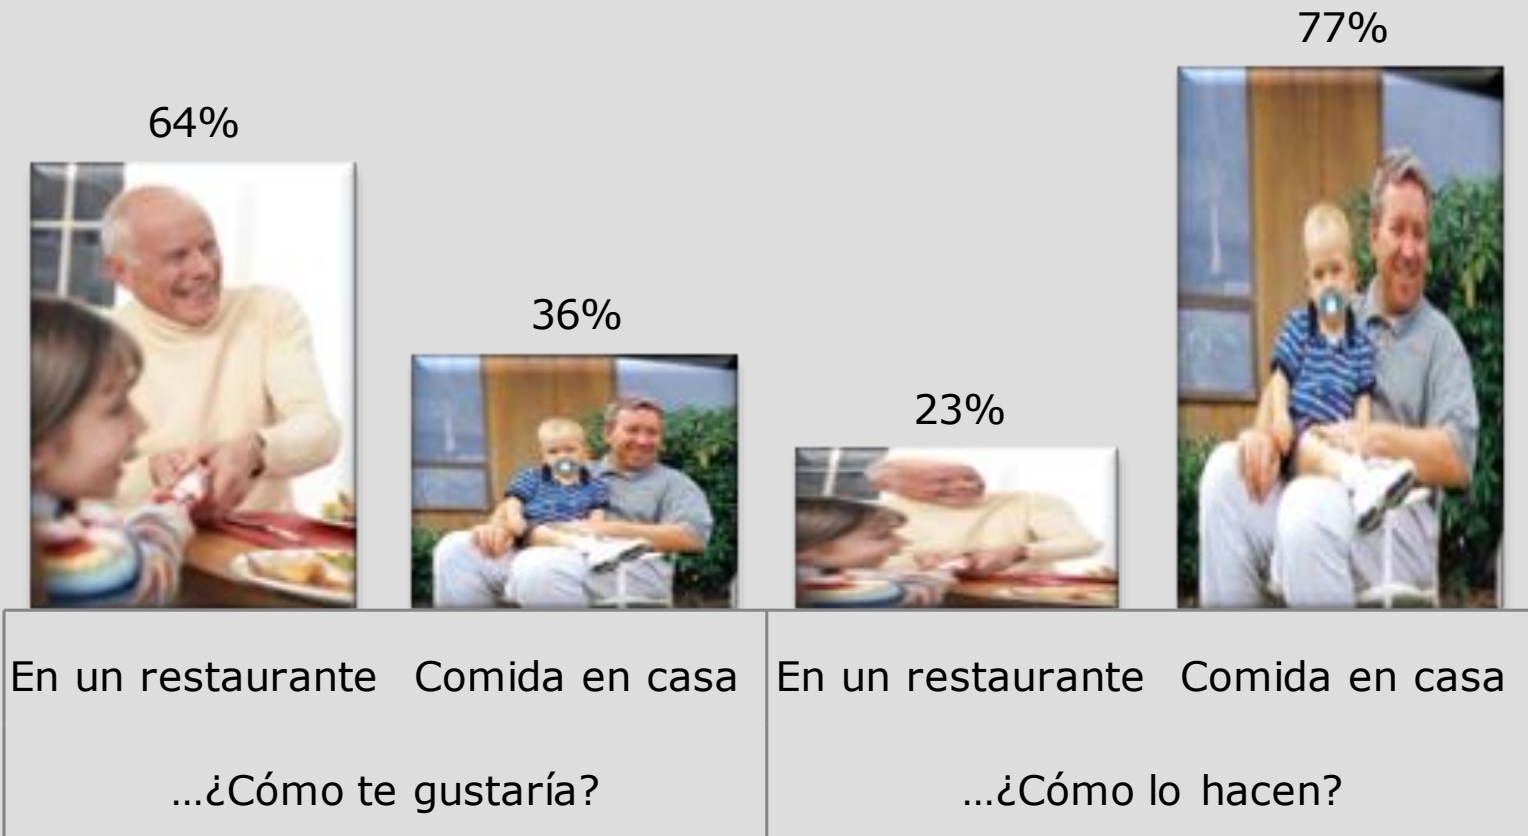 77%
64%
36%
23%
En un restaurante Comida en casa En un restaurante Comida en casa
...¿Cómo te gustaría? ...¿Cómo lo hacen?